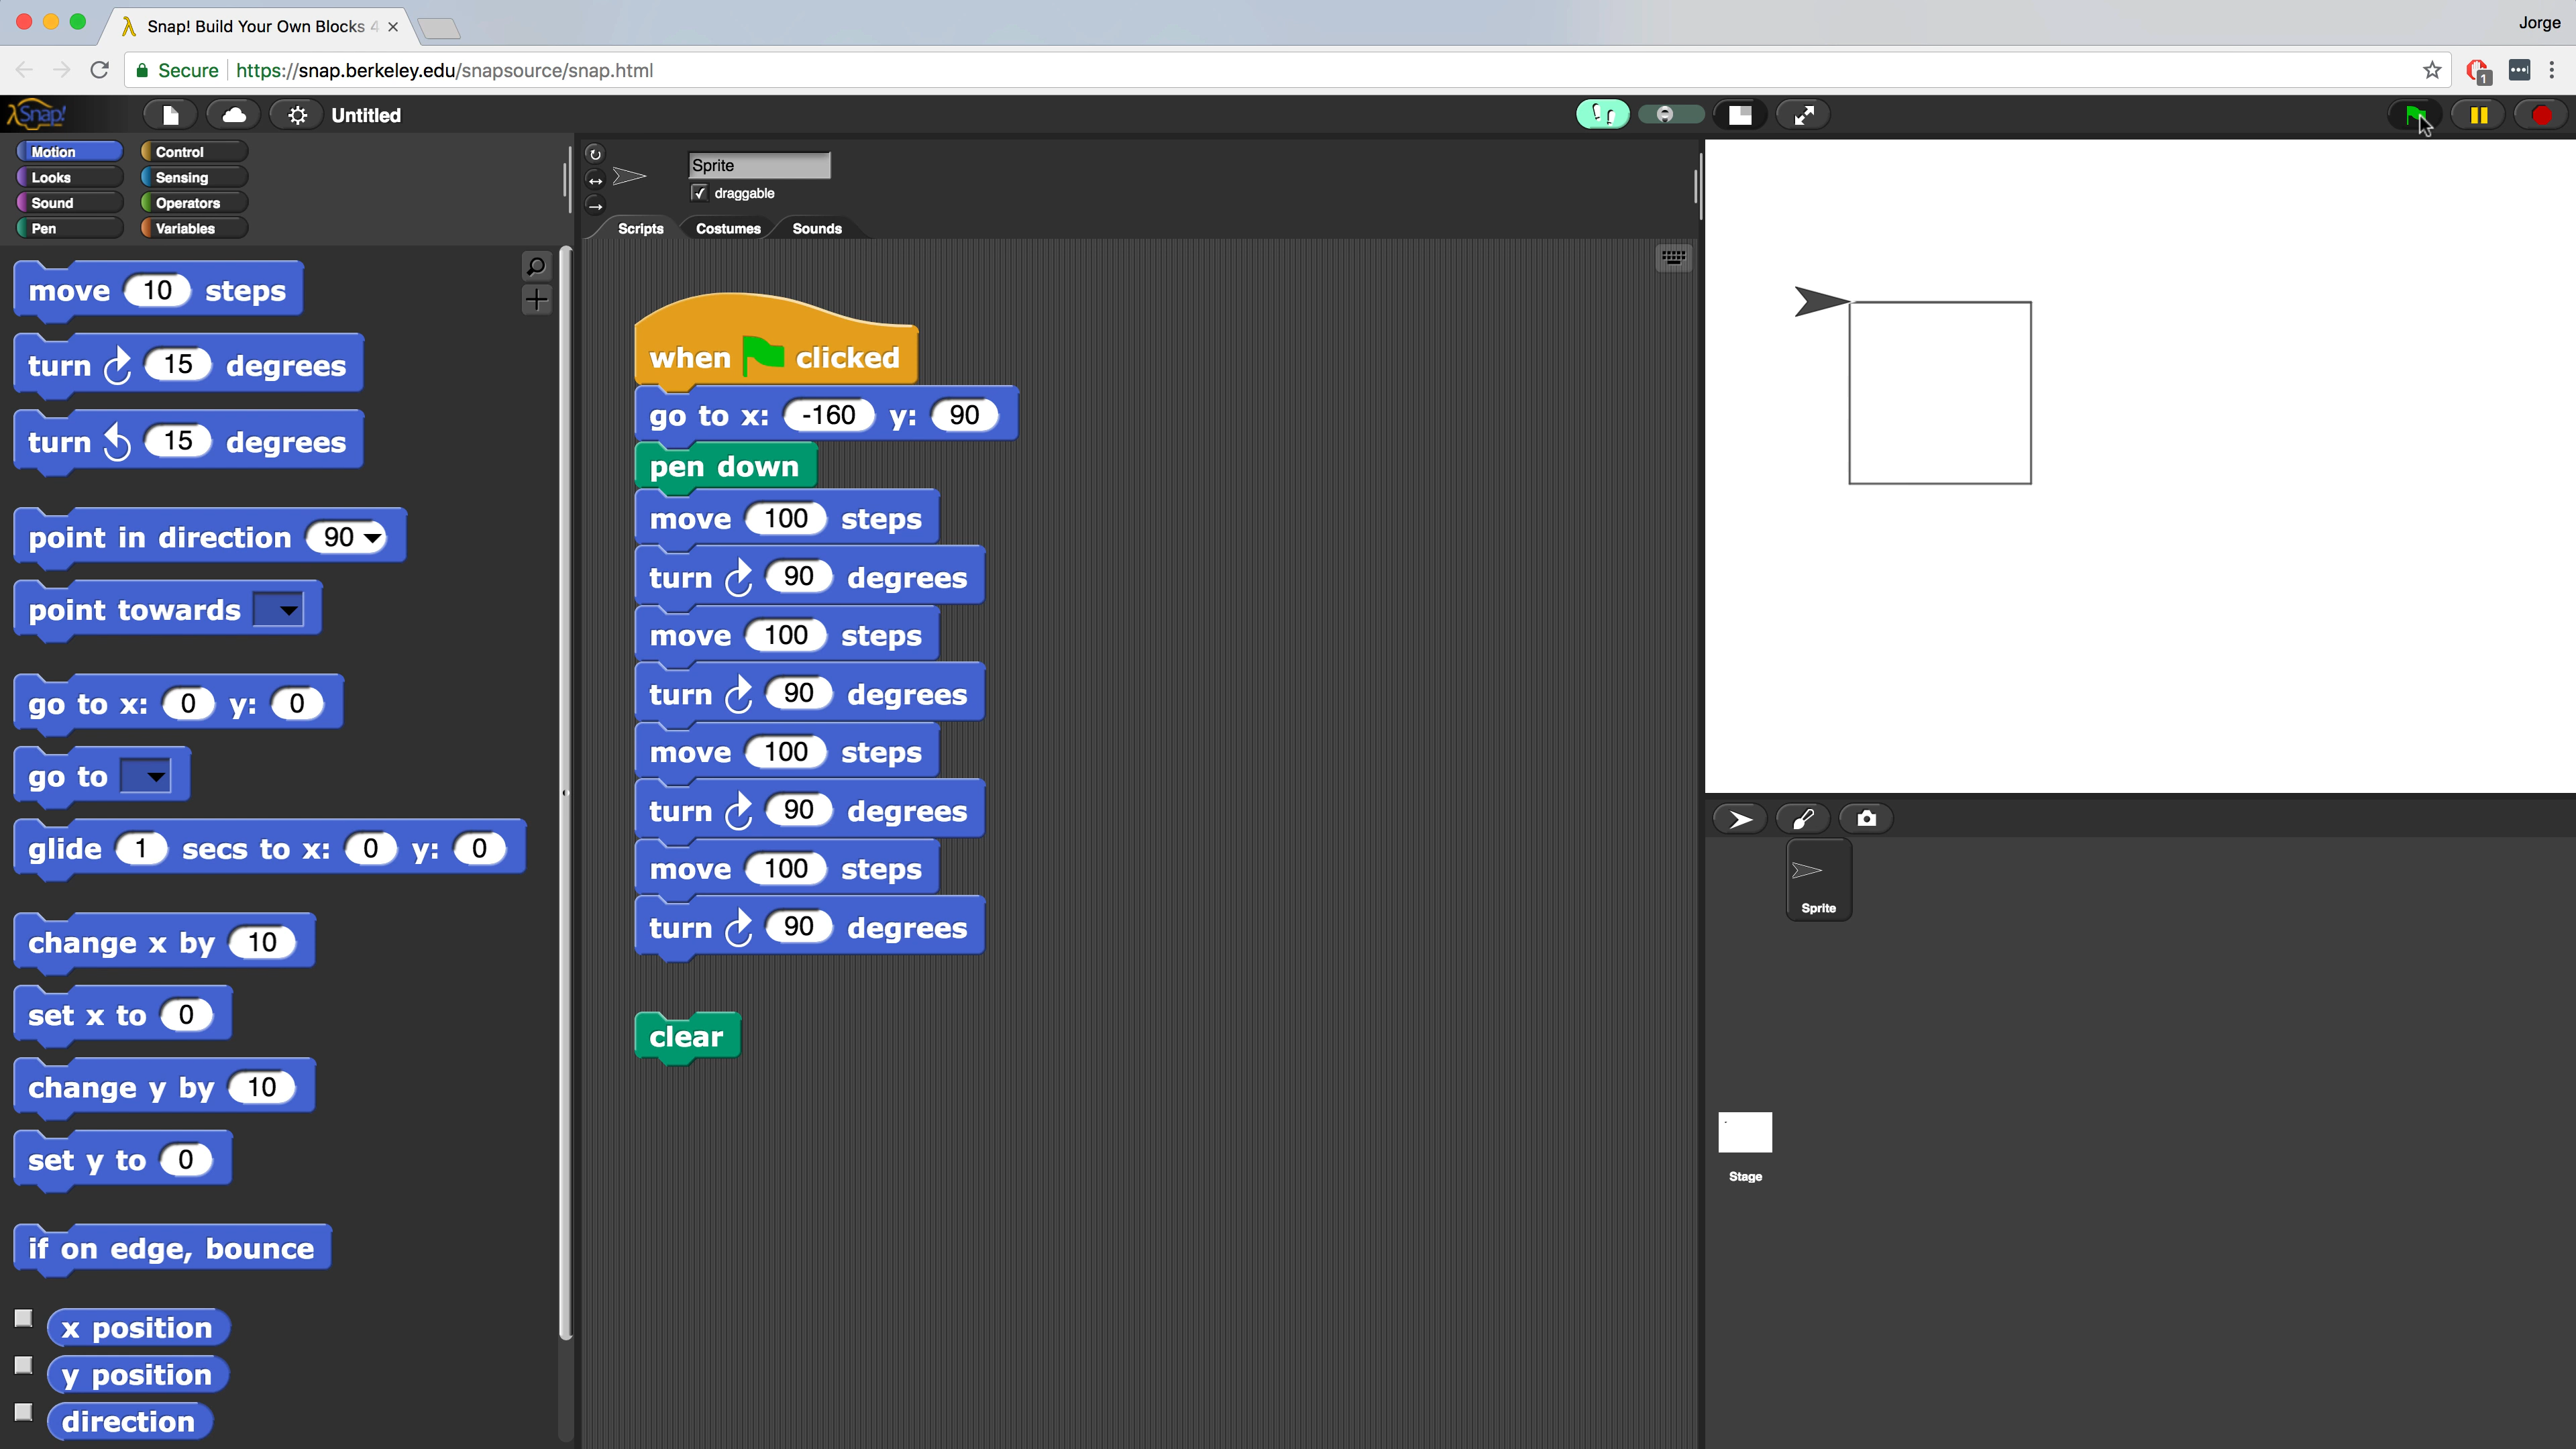 Snap! Build Your Own Blocks 4
Jorge
Secure
https://snap.berkeley.edu/snapsource/snap.html
1
Snap!
Untitled
Motion
Control
Looks
Sensing
Sound
Operators
Pen
Variables
move 10 steps
turn 15 degrees
turn 15 degrees
point in direction 90
point towards
go to x: 0 y: 0
go to
glide 1 secs to x: 0 y: 0
change x by 10
set x to 0
change y by 10
set y to 0
if on edge, bounce
x position
y position
direction
Sprite
draggable
Scripts
Costumes
Sounds
when clicked
go to x: -160 y: 90
pen down
move 100 steps
turn 90 degrees
move 100 steps
turn 90 degrees
move 100 steps
turn 90 degrees
move 100 steps
turn 90 degrees
clear
Sprite
Stage